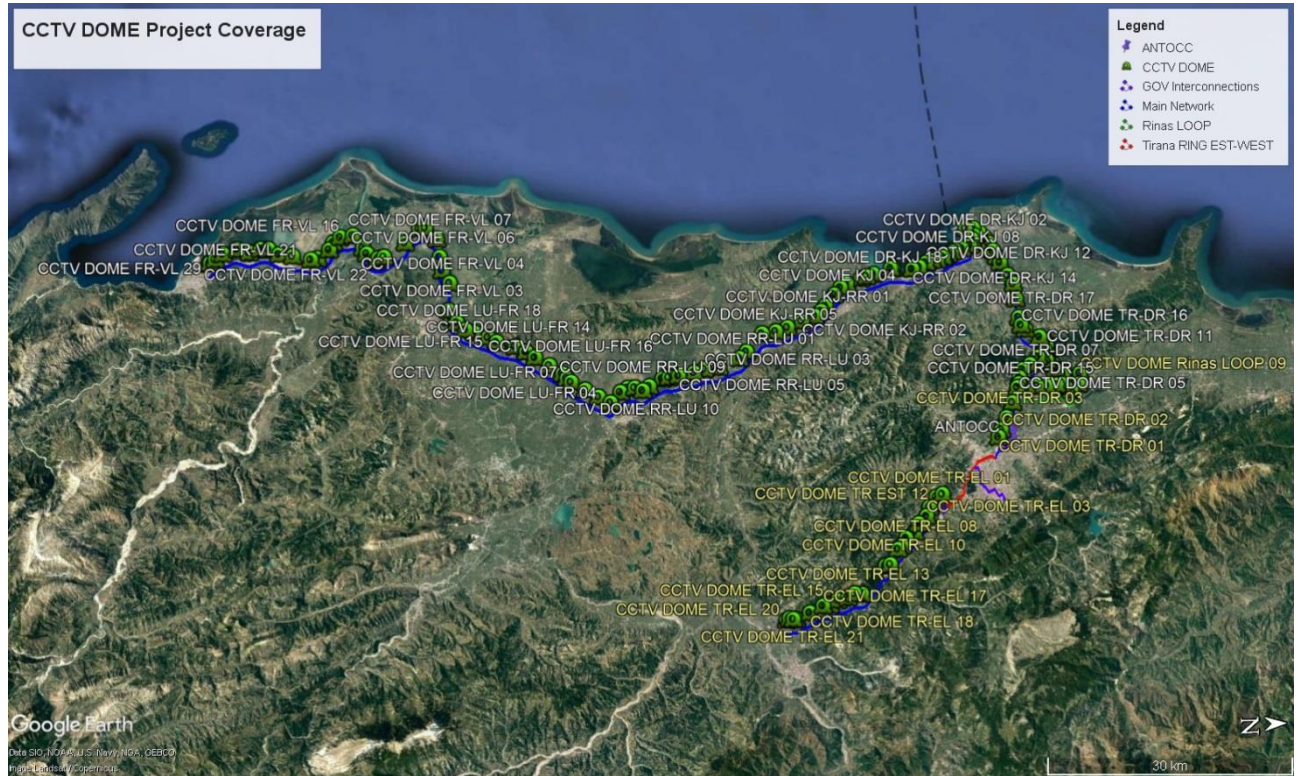 CCTV DOME Project Coverage
Legend
ANTOCC
CCTV DOME
GOV Interconnections
Main Network
Rinas LOOP
Tirana RING EST-WEST
CCTV DOME FR-VL 16
CCTV DOME FR-VL 07
CCTV DOME FR-VL 06
CCTV DOME FR-VL 21
CCTV DOME FR-VL 04
CCTV DOME FR-VL 29
CCTV DOME FR-VL 22
CCTV DOME FR-VL 03
CCTV DOME LU-FR 18
CCTV DOME LU-FR 14
CCTV DOME LU-FR 15
CCTV DOME LU-FR 16
CCTV DOME LU-FR 07
CCTV DOME LU-FR 04
CCTV DOME RR-LU 09
CCTV DOME RR-LU 10
CCTV DOME RR-LU 05
CCTV DOME RR-LU 03
CCTV DOME RR-LU 01
CCTV DOME KJ-RR 05
CCTV DOME KJ-RR 02
CCTV DOME KJ-RR 01
CCTV DOME DR-KJ 02
CCTV DOME DR-KJ 08
CCTV DOME DR-KJ 12
CCTV DOME DR-KJ 14
CCTV DOME TR-DR 17
CCTV DOME TR-DR 16
CCTV DOME TR-DR 11
CCTV DOME TR-DR 07
CCTV DOME Rinas LOOP 09
CCTV DOME TR-DR 15
CCTV DOME TR-DR 05
CCTV DOME TR-DR 03
CCTV DOME TR-DR 02
ANTOCC
CCTV DOME TR-DR 01
CCTV DOME TR-EL 01
CCTV DOME TR EST 12
CCTV DOME TR-EL 03
CCTV DOME TR-EL 08
CCTV DOME TR-EL 10
CCTV DOME TR-EL 13
CCTV DOME TR-EL 15
CCTV DOME TR-EL 17
CCTV DOME TR-EL 20
CCTV DOME TR-EL 18
CCTV DOME TR-EL 21
Google Earth
Data SIO, NOAA, U.S. Navy, NGA, GEBCO
Image Landsat / Copernicus
N
30 km